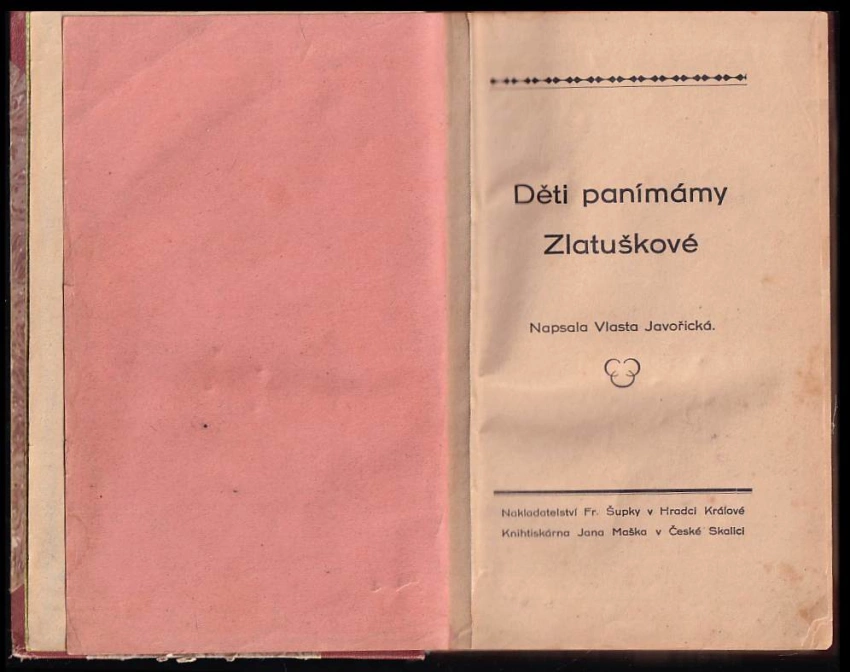 Děti panímámy
Zlatuškové
Napsala Vlasta Javořická.
Nakladatelství Fr. Šupky v Hradci Králové
Knihtiskárna Jana Maška v České Skalici